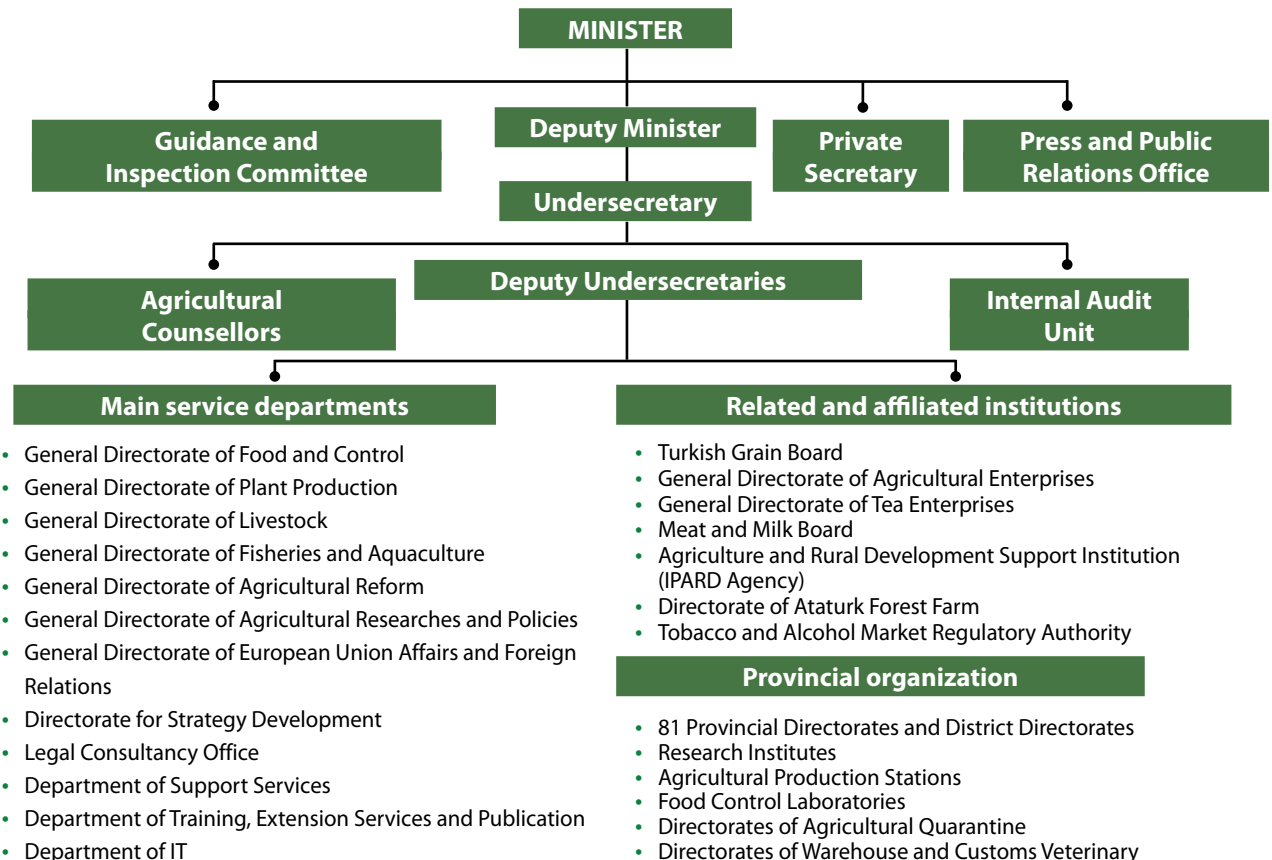 MINISTER
Guidance and
Inspection Committee
Deputy Minister
Private
Secretary
Press and Public
Relations Office
Undersecretary
Agricultural
Counsellors
Deputy Undersecretaries
Internal Audit
Unit
Main service departments
• General Directorate of Food and Control
• General Directorate of Plant Production
• General Directorate of Livestock
• General Directorate of Fisheries and Aquaculture
• General Directorate of Agricultural Reform
• General Directorate of Agricultural Researches and Policies
• General Directorate of European Union Affairs and Foreign
Relations
• Directorate for Strategy Development
• Legal Consultancy Office
• Department of Support Services
• Department of Training, Extension Services and Publication
• Department of IT
Related and affiliated institutions
• Turkish Grain Board
• General Directorate of Agricultural Enterprises
• General Directorate of Tea Enterprises
• Meat and Milk Board
• Agriculture and Rural Development Support Institution
(IPARD Agency)
• Directorate of Ataturk Forest Farm
• Tobacco and Alcohol Market Regulatory Authority
Provincial organization
• 81 Provincial Directorates and District Directorates
• Research Institutes
• Agricultural Production Stations
• Food Control Laboratories
• Directorates of Agricultural Quarantine
• Directorates of Warehouse and Customs Veterinary